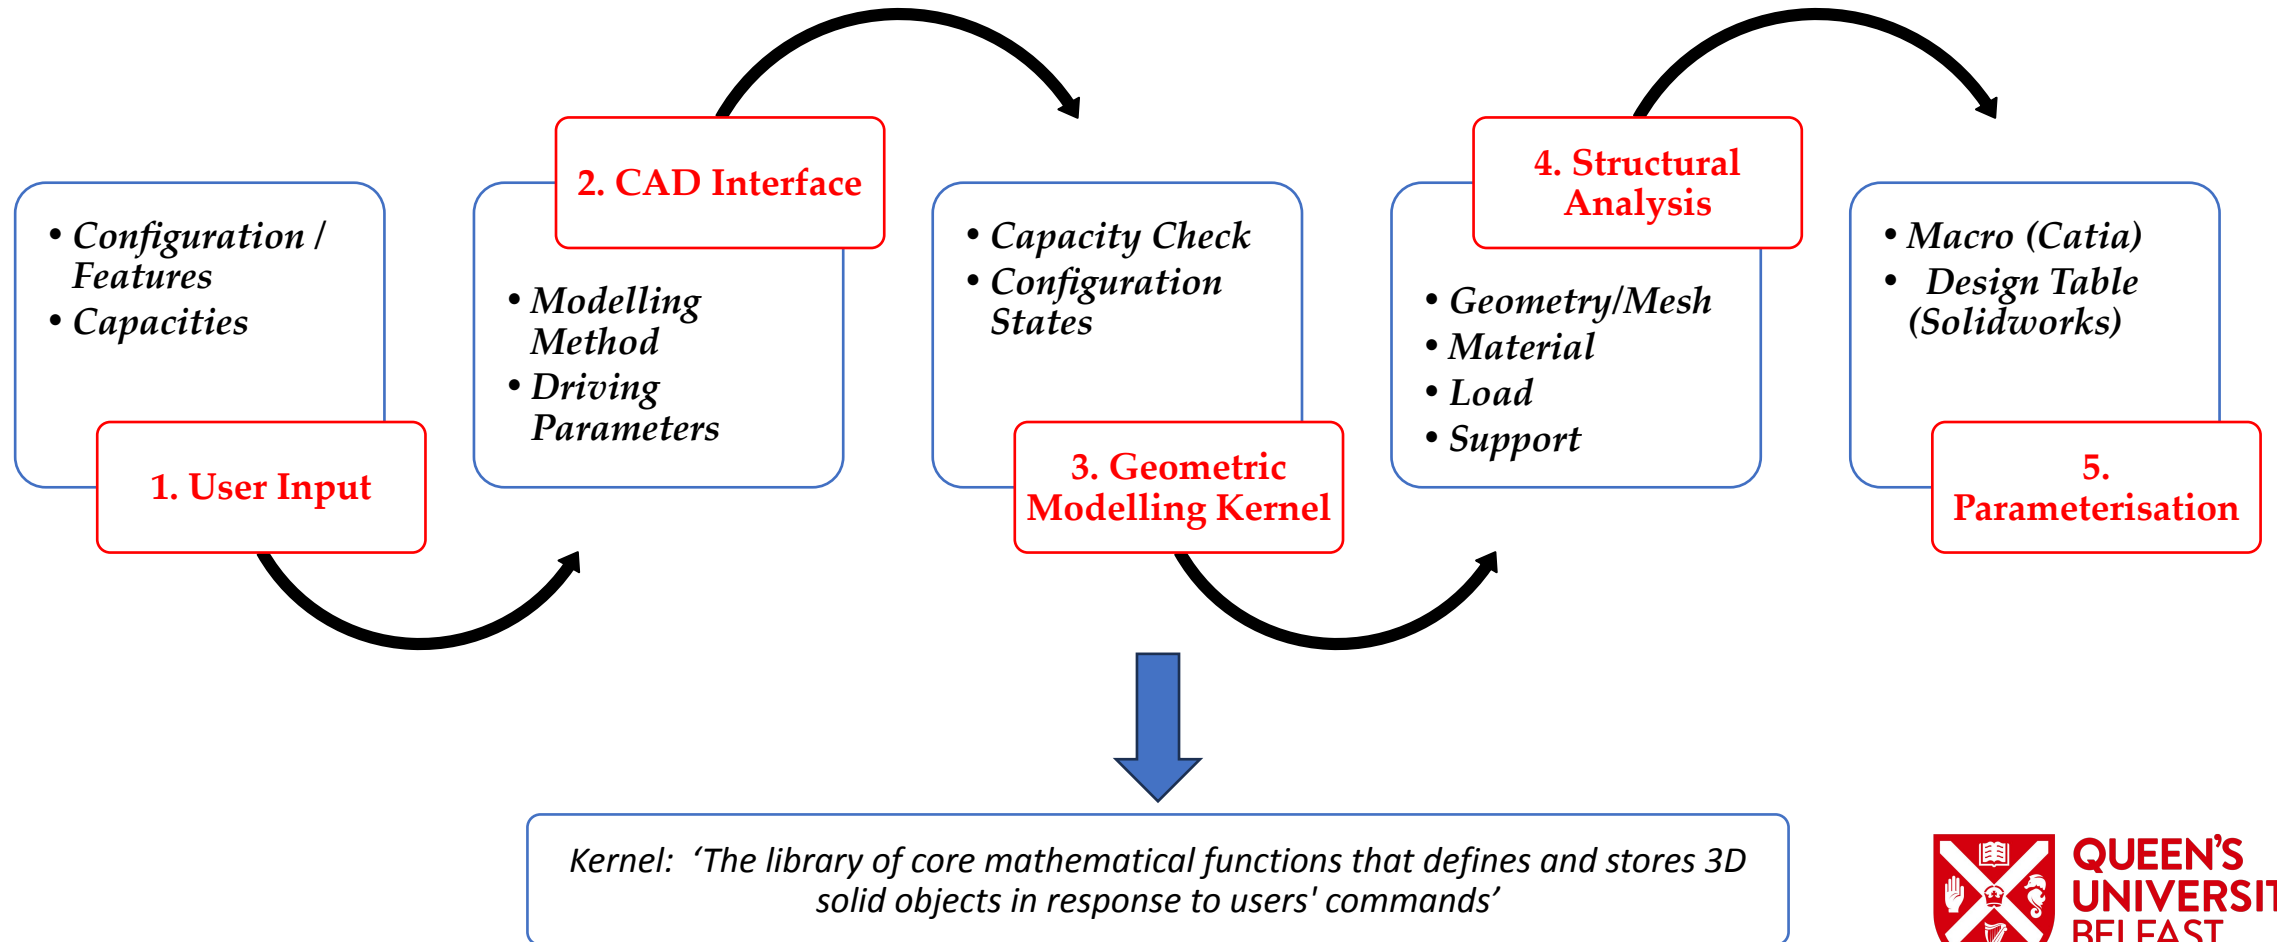 • Configuration /
Features
• Capacities
1. User Input
2. CAD Interface
• Modelling
Method
• Driving
Parameters
• Capacity Check
• Configuration
States
3. Geometric
Modelling Kernel
4. Structural
Analysis
• Geometry/Mesh
• Material
• Load
• Support
• Macro (Catia)
• Design Table
(Solidworks)
5.
Parameterisation
Kernel: ‘The library of core mathematical functions that defines and stores 3D
solid objects in response to users' commands’
QUEEN'S
UNIVERSIT
BELFAST